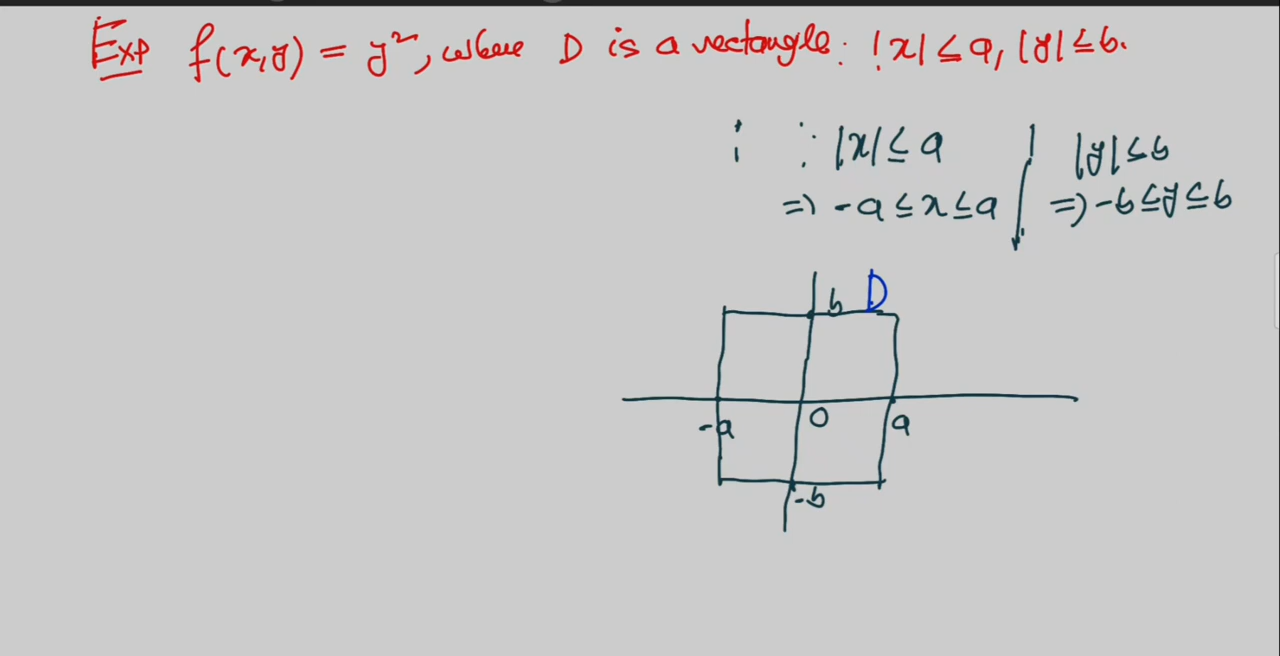 Exp f(x,y) = y², where D is a rectangle: |x| ≤ a, |y| ≤ b.
∵ |x| ≤ a | |y| ≤ b
⇒ -a ≤ x ≤ a ⇒ -b ≤ y ≤ b
b D
-a 0 a
-b